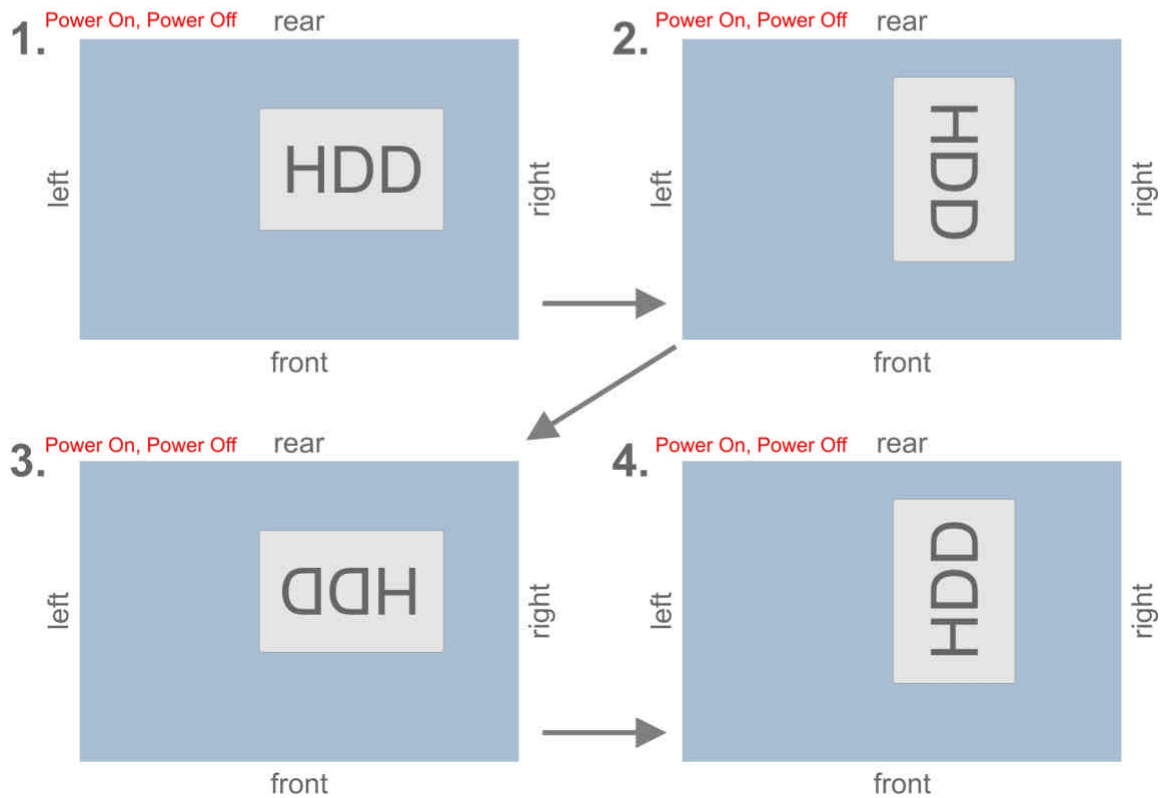 1. Power On, Power Off rear
left HDD right
front
2. Power On, Power Off rear
left HDD right
front
3. Power On, Power Off rear
left HDD right
front
4. Power On, Power Off rear
left HDD right
front